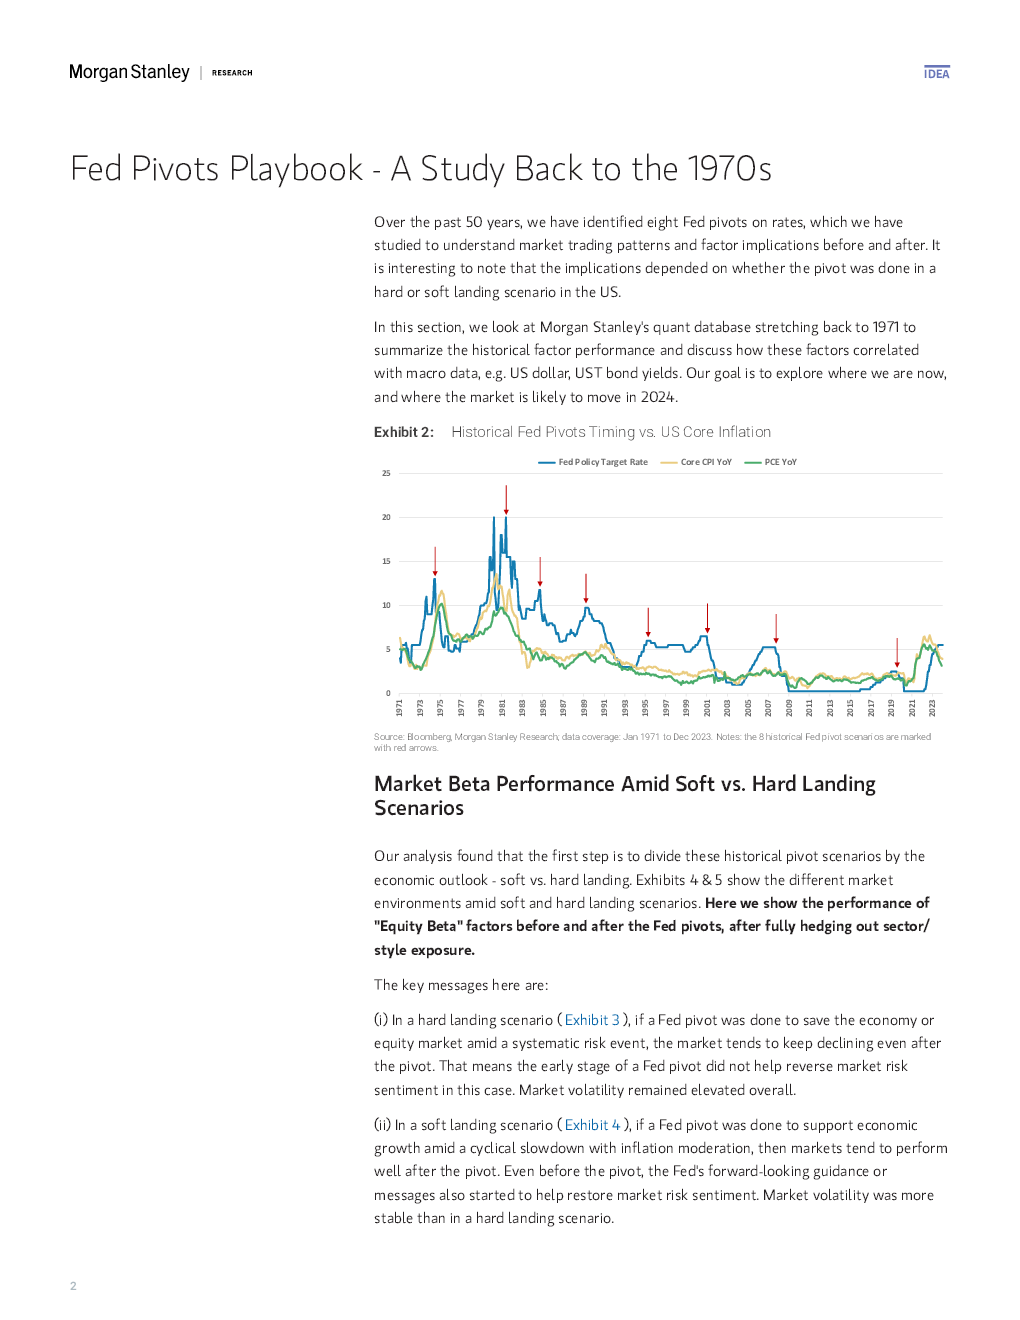 Morgan Stanley | RESEARCH
IDEA
Fed Pivots Playbook - A Study Back to the 1970s
Over the past 50 years, we have identified eight Fed pivots on rates, which we have
studied to understand market trading patterns and factor implications before and after. It
is interesting to note that the implications depended on whether the pivot was done in a
hard or soft landing scenario in the US.
In this section, we look at Morgan Stanley's quant database stretching back to 1971 to
summarize the historical factor performance and discuss how these factors correlated
with macro data, e.g. US dollar, UST bond yields. Our goal is to explore where we are now,
and where the market is likely to move in 2024.
Exhibit 2: Historical Fed Pivots Timing vs. US Core Inflation
Fed Policy Target Rate Core CPI YoY PCE YoY
25
20
15
10
5
0
1971 1973 1975 1977 1979 1981 1983 1985 1987 1989 1991 1993 1995 1997 1999 2001 2003 2005 2007 2009 2011 2013 2015 2017 2019 2021 2023
Source: Bloomberg, Morgan Stanley Research; data coverage: Jan 1971 to Dec 2023. Notes: the 8 historical Fed pivot scenarios are marked
with red arrows.
Market Beta Performance Amid Soft vs. Hard Landing
Scenarios
Our analysis found that the first step is to divide these historical pivot scenarios by the
economic outlook - soft vs. hard landing. Exhibits 4 & 5 show the different market
environments amid soft and hard landing scenarios. Here we show the performance of
"Equity Beta" factors before and after the Fed pivots, after fully hedging out sector/
style exposure.
The key messages here are:
(i) In a hard landing scenario ( Exhibit 3 ), if a Fed pivot was done to save the economy or
equity market amid a systematic risk event, the market tends to keep declining even after
the pivot. That means the early stage of a Fed pivot did not help reverse market risk
sentiment in this case. Market volatility remained elevated overall.
(ii) In a soft landing scenario ( Exhibit 4 ), if a Fed pivot was done to support economic
growth amid a cyclical slowdown with inflation moderation, then markets tend to perform
well after the pivot. Even before the pivot, the Fed's forward-looking guidance or
messages also started to help restore market risk sentiment. Market volatility was more
stable than in a hard landing scenario.
2